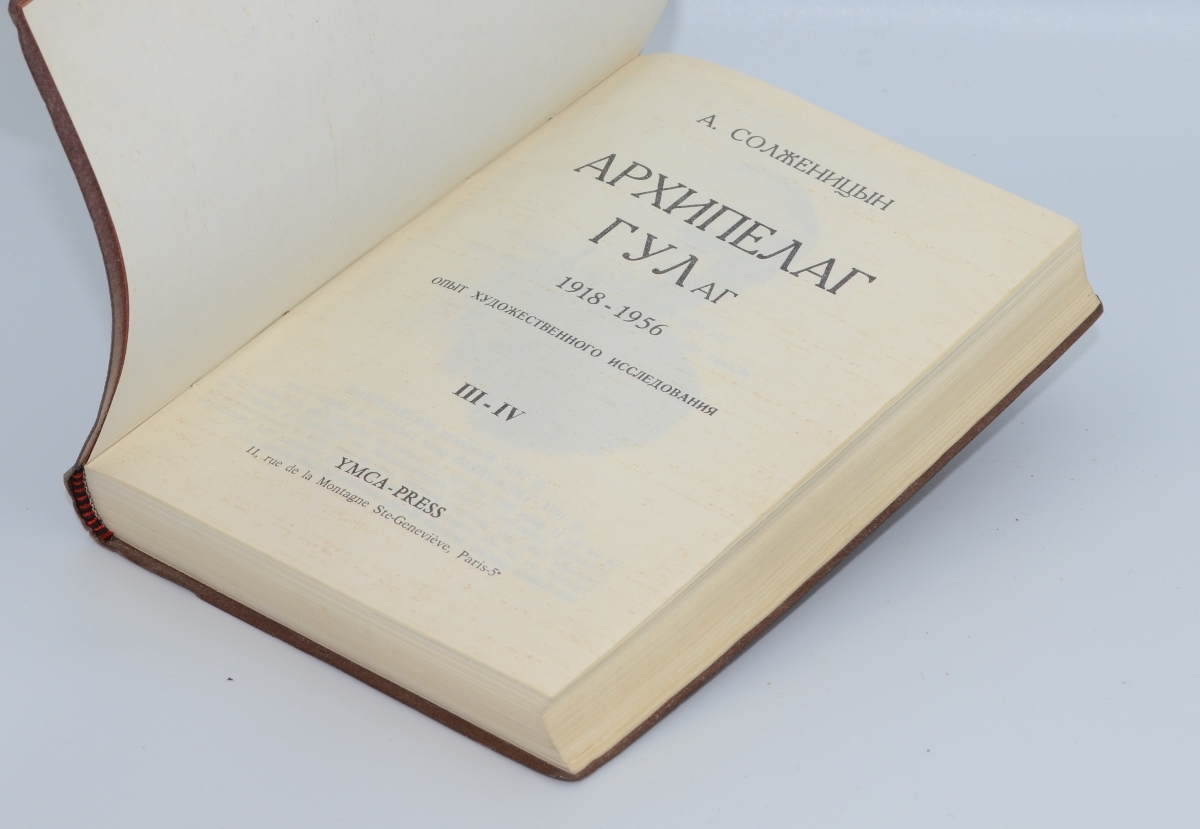 А. СОЛЖЕНИЦЫН
АРХИПЕЛАГ
ГУЛаг
1918 - 1956
ОПЫТ ХУДОЖЕСТВЕННОГО ИССЛЕДОВАНИЯ
III - IV
YMCA-PRESS
11, rue de la Montagne Ste-Geneviève, Paris-5ᵉ